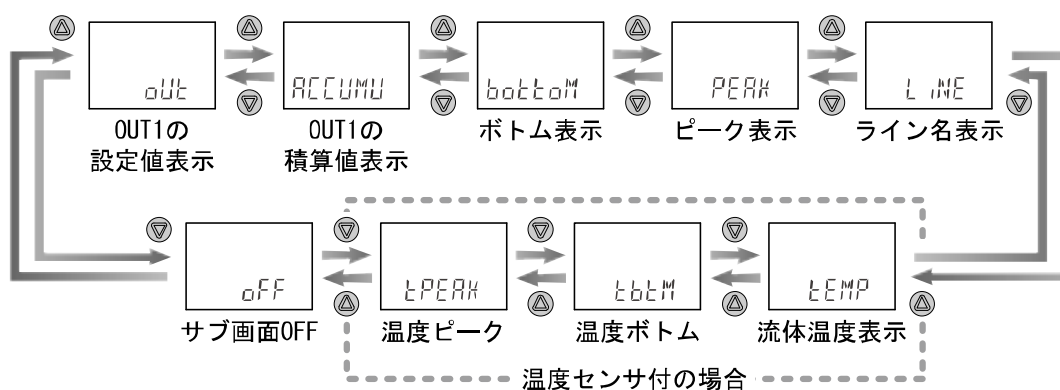 oUt
ACCUMU
bottoM
PEAK
LINE
OUT1の
設定値表示
OUT1の
積算値表示
ボトム表示
ピーク表示
ライン名表示
oFF
tPEAK
tbtM
tEMP
サブ画面OFF
温度ピーク
温度ボトム
流体温度表示
温度センサ付の場合